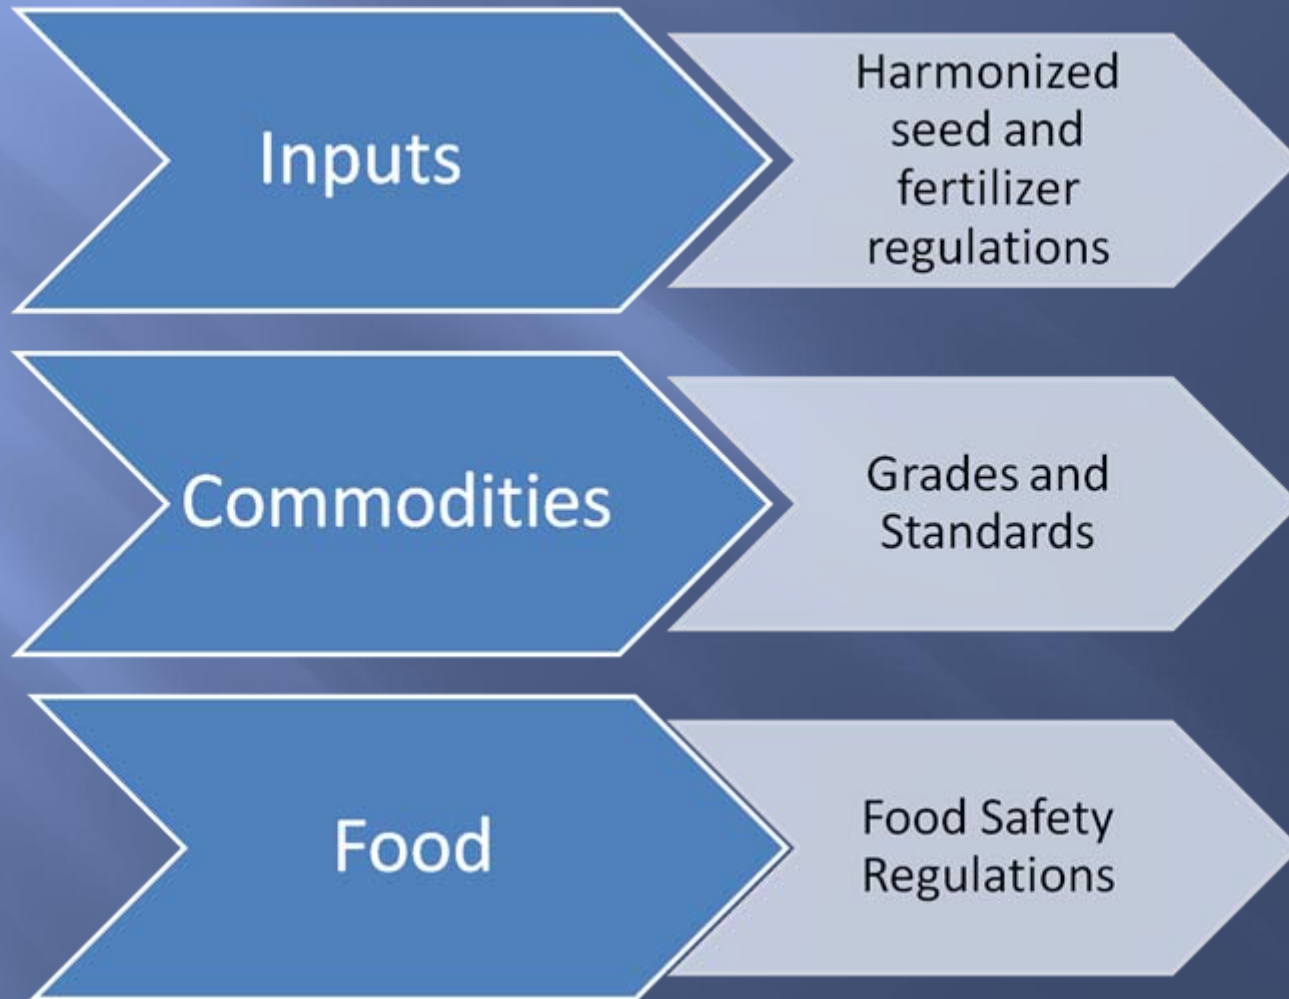 Inputs
Harmonized
seed and
fertilizer
regulations
Commodities
Grades and
Standards
Food
Food Safety
Regulations